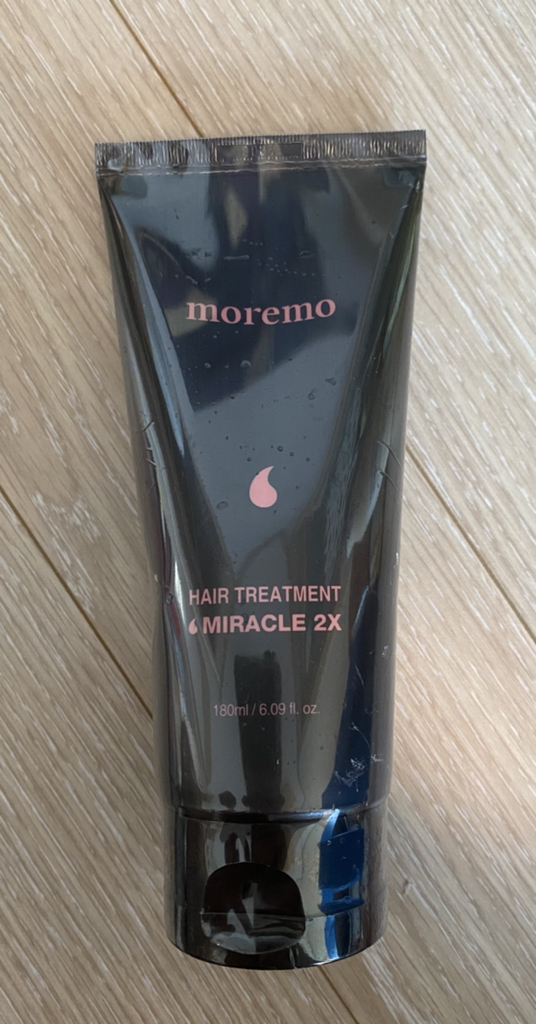 moremo
HAIR TREATMENT
MIRACLE 2X
180ml / 6.09 fl. oz.